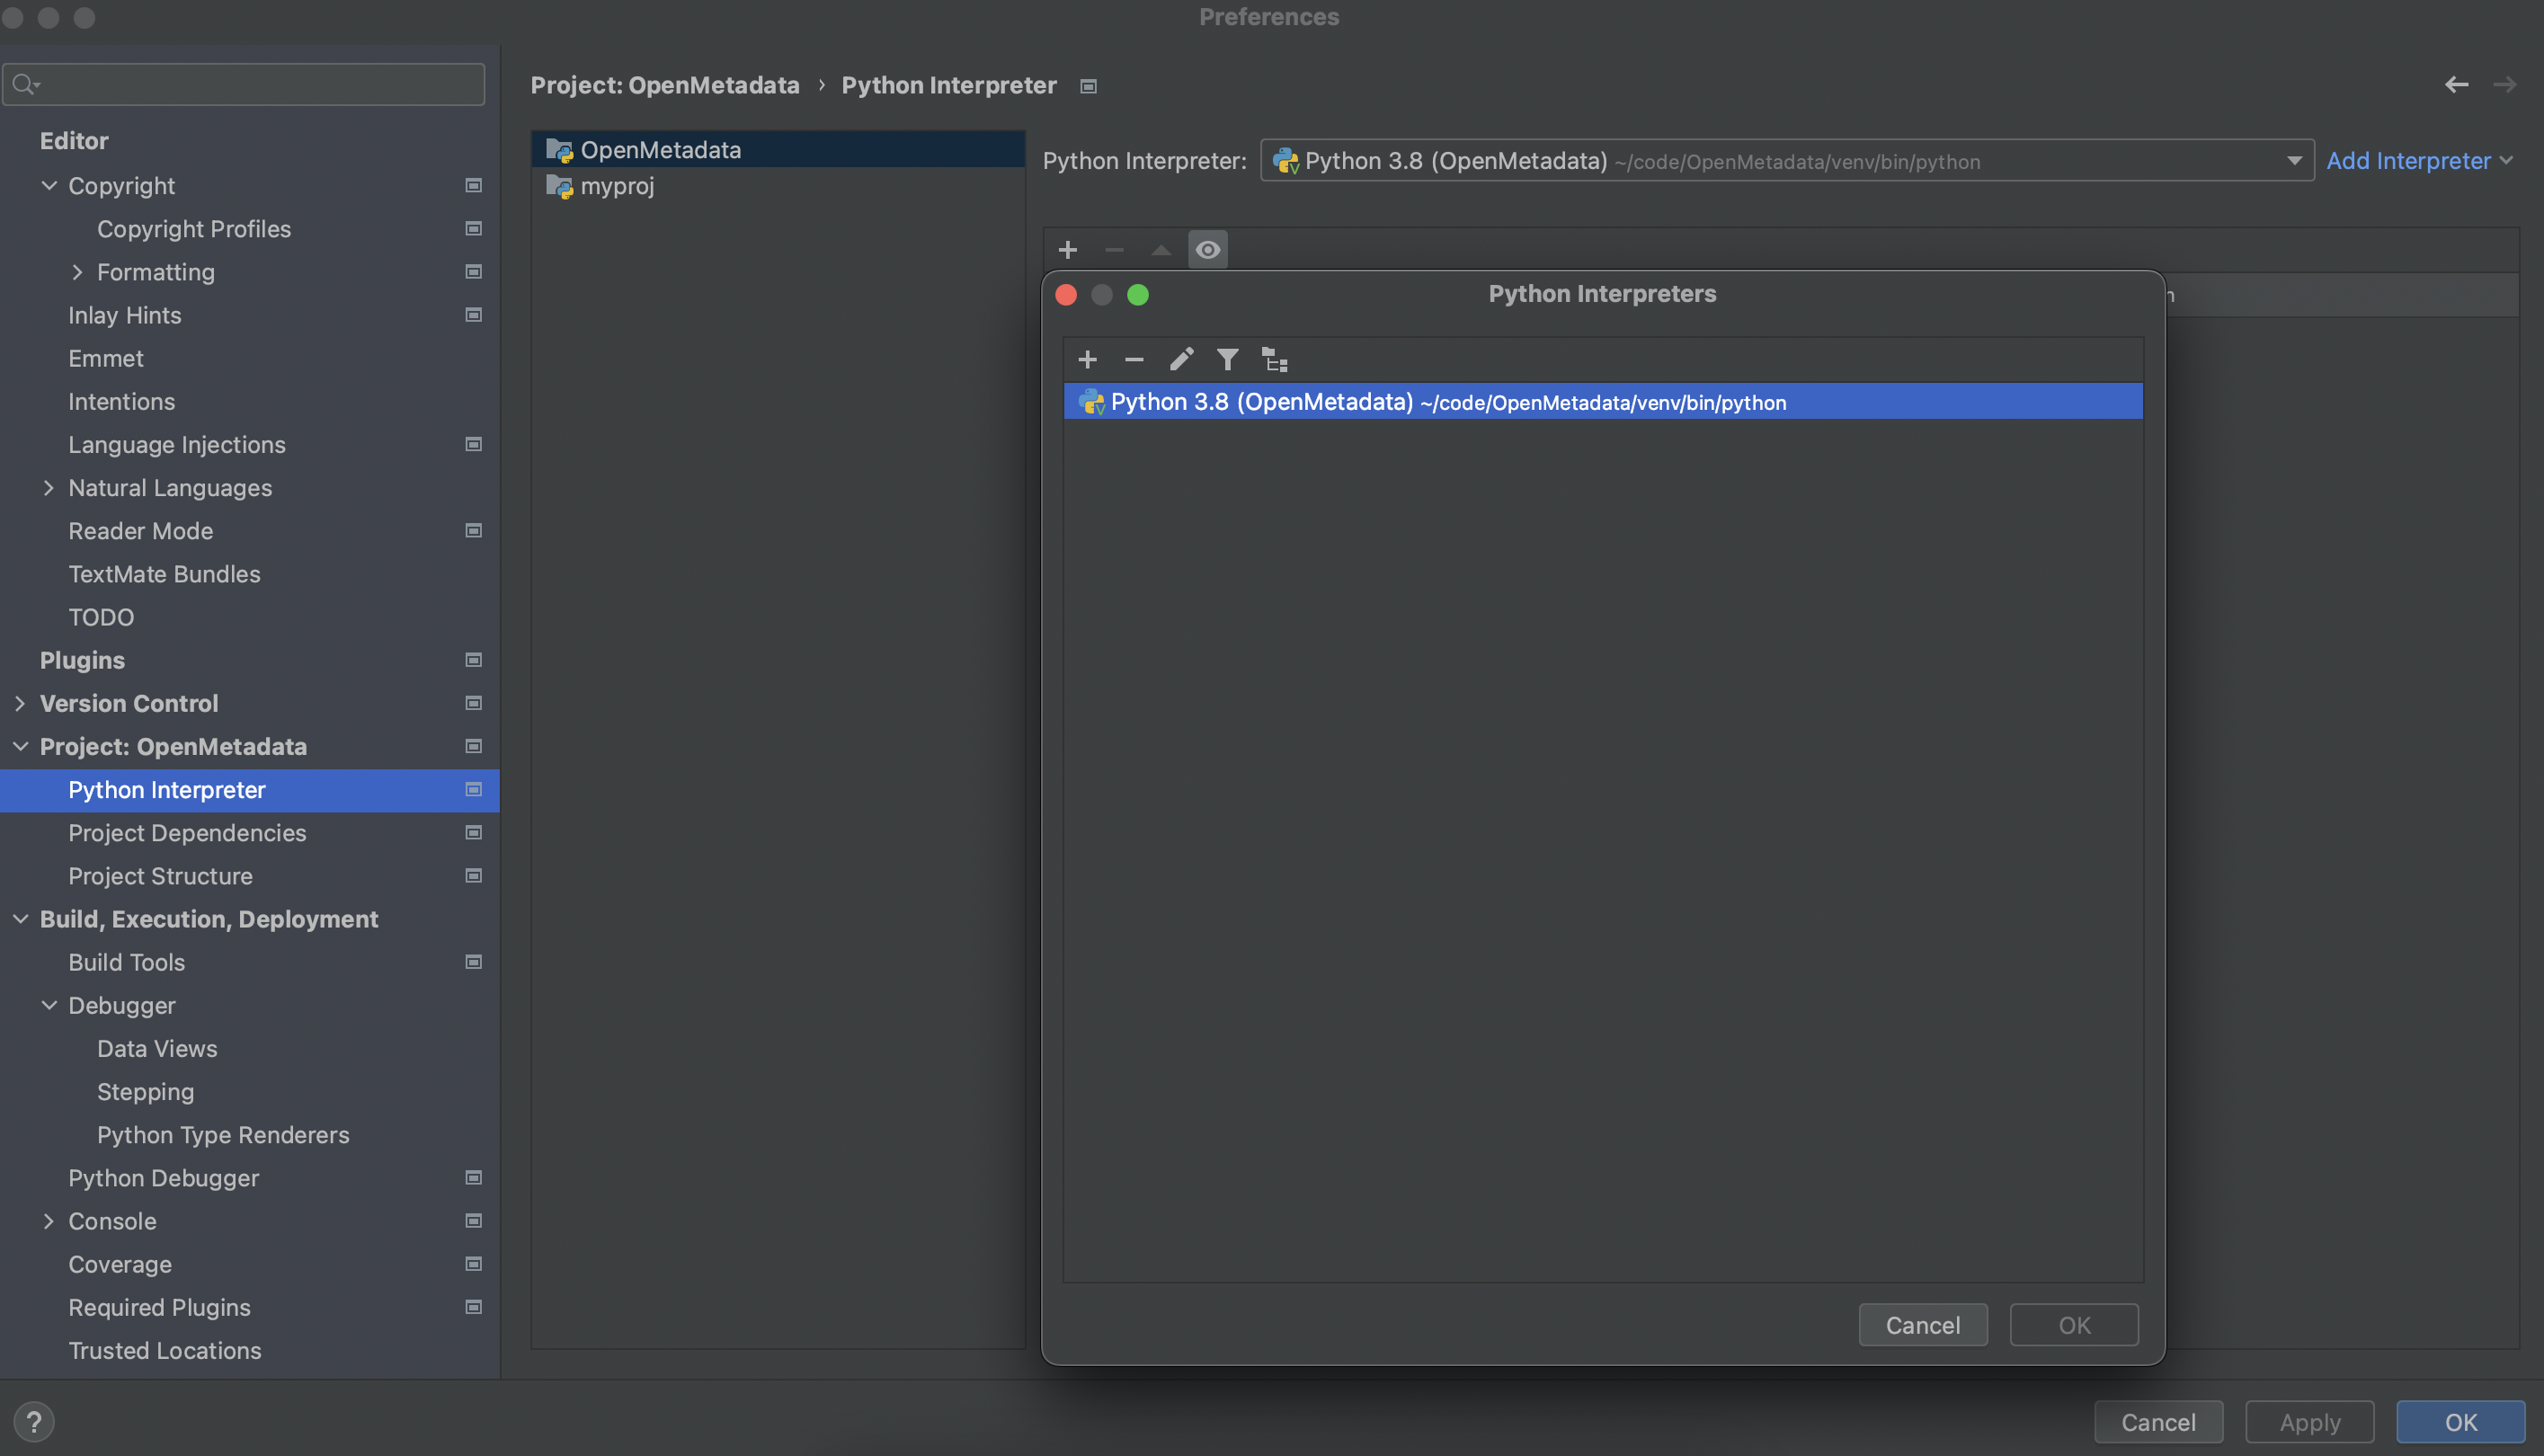 Preferences
Editor
Copyright
Copyright Profiles
Formatting
Inlay Hints
Emmet
Intentions
Language Injections
Natural Languages
Reader Mode
TextMate Bundles
TODO
Plugins
Version Control
Project: OpenMetadata
Python Interpreter
Project Dependencies
Project Structure
Build, Execution, Deployment
Build Tools
Debugger
Data Views
Stepping
Python Type Renderers
Python Debugger
Console
Coverage
Required Plugins
Trusted Locations
Project: OpenMetadata › Python Interpreter
OpenMetadata
myproj
Python Interpreter: Python 3.8 (OpenMetadata) ~/code/OpenMetadata/venv/bin/python Add Interpreter
Python Interpreters
Python 3.8 (OpenMetadata) ~/code/OpenMetadata/venv/bin/python
Cancel OK
? Cancel Apply OK